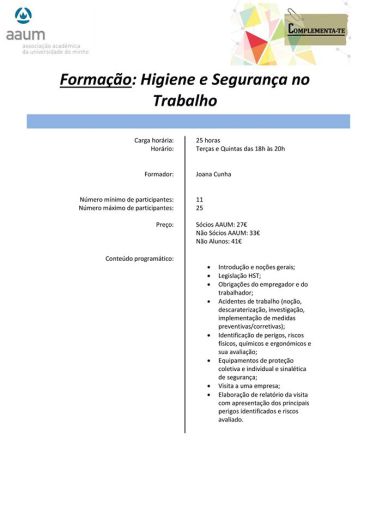 aaum
associação académica
da universidade do minho
COMPLEMENTA-TE
Formação: Higiene e Segurança no
Trabalho
Carga horária: 25 horas
Horário: Terças e Quintas das 18h às 20h
Formador: Joana Cunha
Número mínimo de participantes: 11
Número máximo de participantes: 25
Preço: Sócios AAUM: 27€
Não Sócios AAUM: 33€
Não Alunos: 41€
Conteúdo programático:
• Introdução e noções gerais;
• Legislação HST;
• Obrigações do empregador e do
trabalhador;
• Acidentes de trabalho (noção,
descaraterização, investigação,
implementação de medidas
preventivas/corretivas);
• Identificação de perigos, riscos
físicos, químicos e ergonómicos e
sua avaliação;
• Equipamentos de proteção
coletiva e individual e sinalética
de segurança;
• Visita a uma empresa;
• Elaboração de relatório da visita
com apresentação dos principais
perigos identificados e riscos
avaliado.